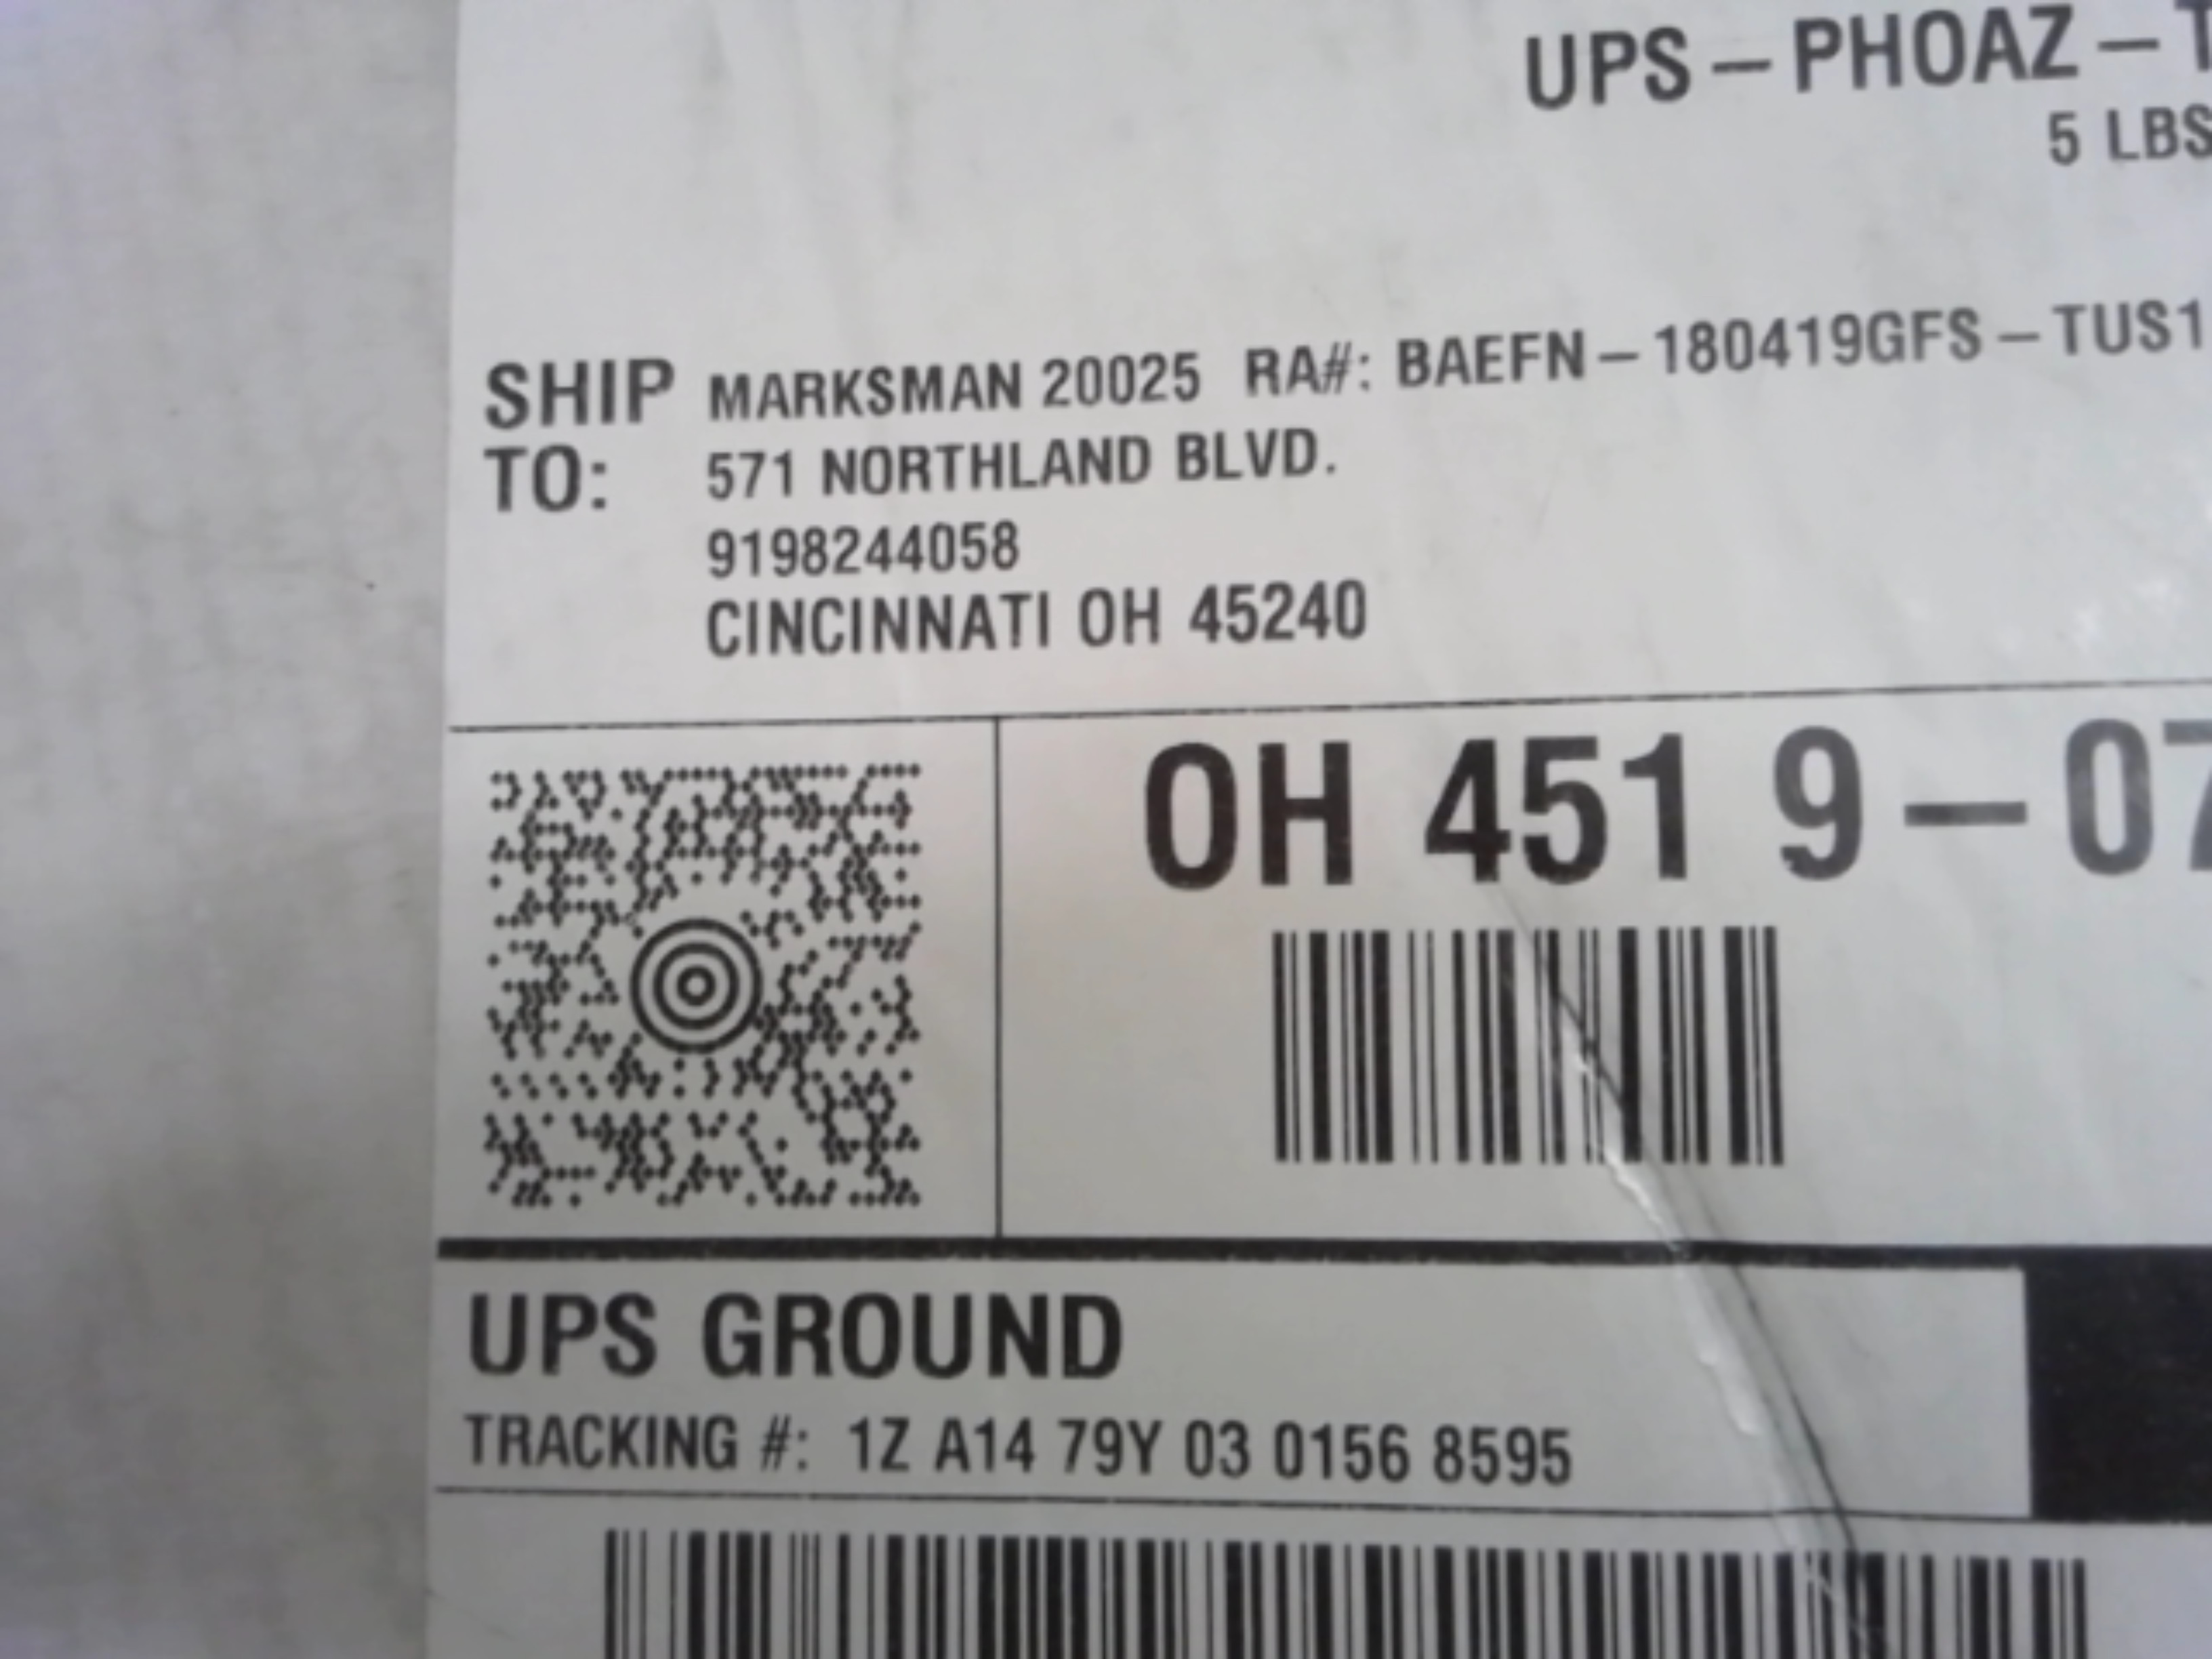 UPS – PHOAZ – T
5 LBS
SHIP TO:
MARKSMAN 20025 RA#: BAEFN – 180419GFS – TUS1
571 NORTHLAND BLVD.
9198244058
CINCINNATI OH 45240
OH 451 9 – 07
UPS GROUND
TRACKING #: 1Z A14 79Y 03 0156 8595